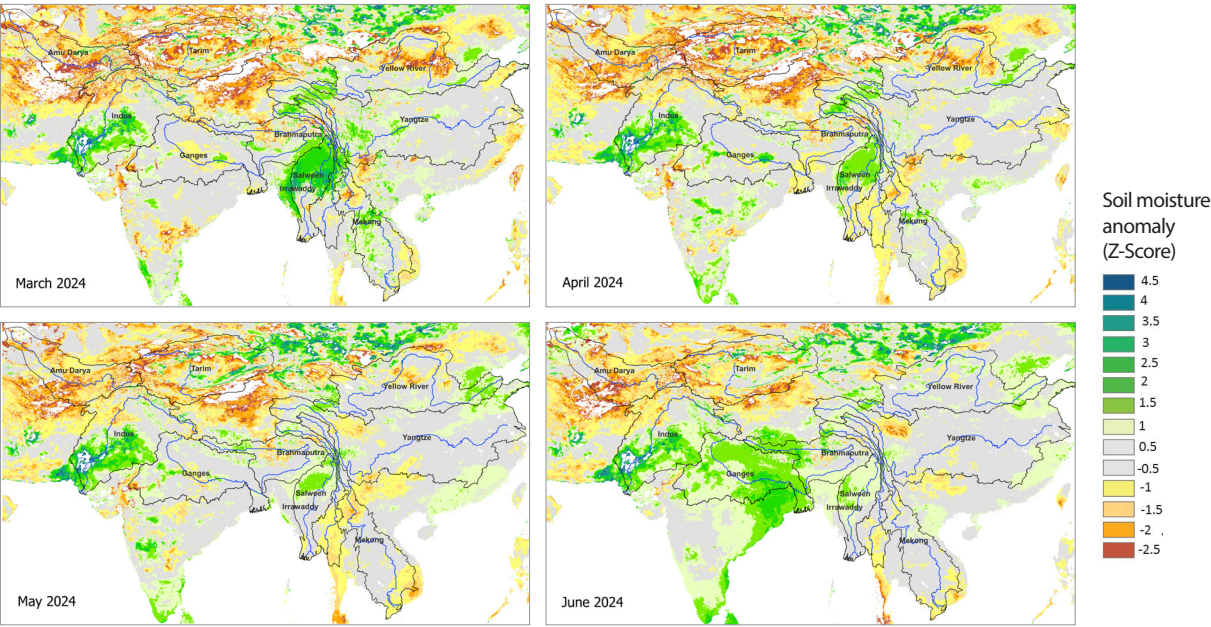 Amu Darya
Tarim
Yellow River
Indus
Yangtze
Brahmaputra
Ganges
Salween
Irrawaddy
Mekong
March 2024
Amu Darya
Tarim
Yellow River
Indus
Yangtze
Brahmaputra
Ganges
Salween
Irrawaddy
Mekong
April 2024
Soil moisture
anomaly
(Z-Score)
4.5
4
3.5
3
2.5
2
1.5
1
0.5
-0.5
-1
-1.5
-2
-2.5
Amu Darya
Tarim
Yellow River
Indus
Yangtze
Brahmaputra
Ganges
Salween
Irrawaddy
Mekong
May 2024
Amu Darya
Tarim
Yellow River
Indus
Yangtze
Brahmaputra
Ganges
Salween
Irrawaddy
Mekong
June 2024